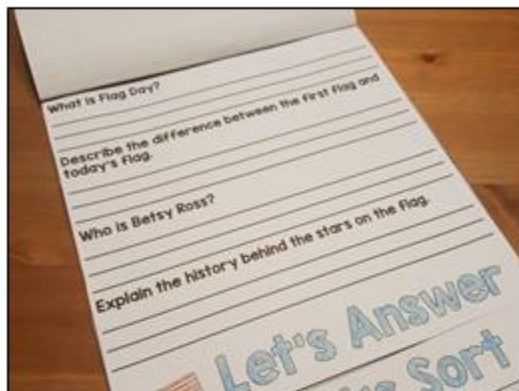 What is Flag Day?
Describe the difference between the first flag and
today's flag.
Who is Betsy Ross?
Explain the history behind the stars on the flag.
Let's Answer
Sort